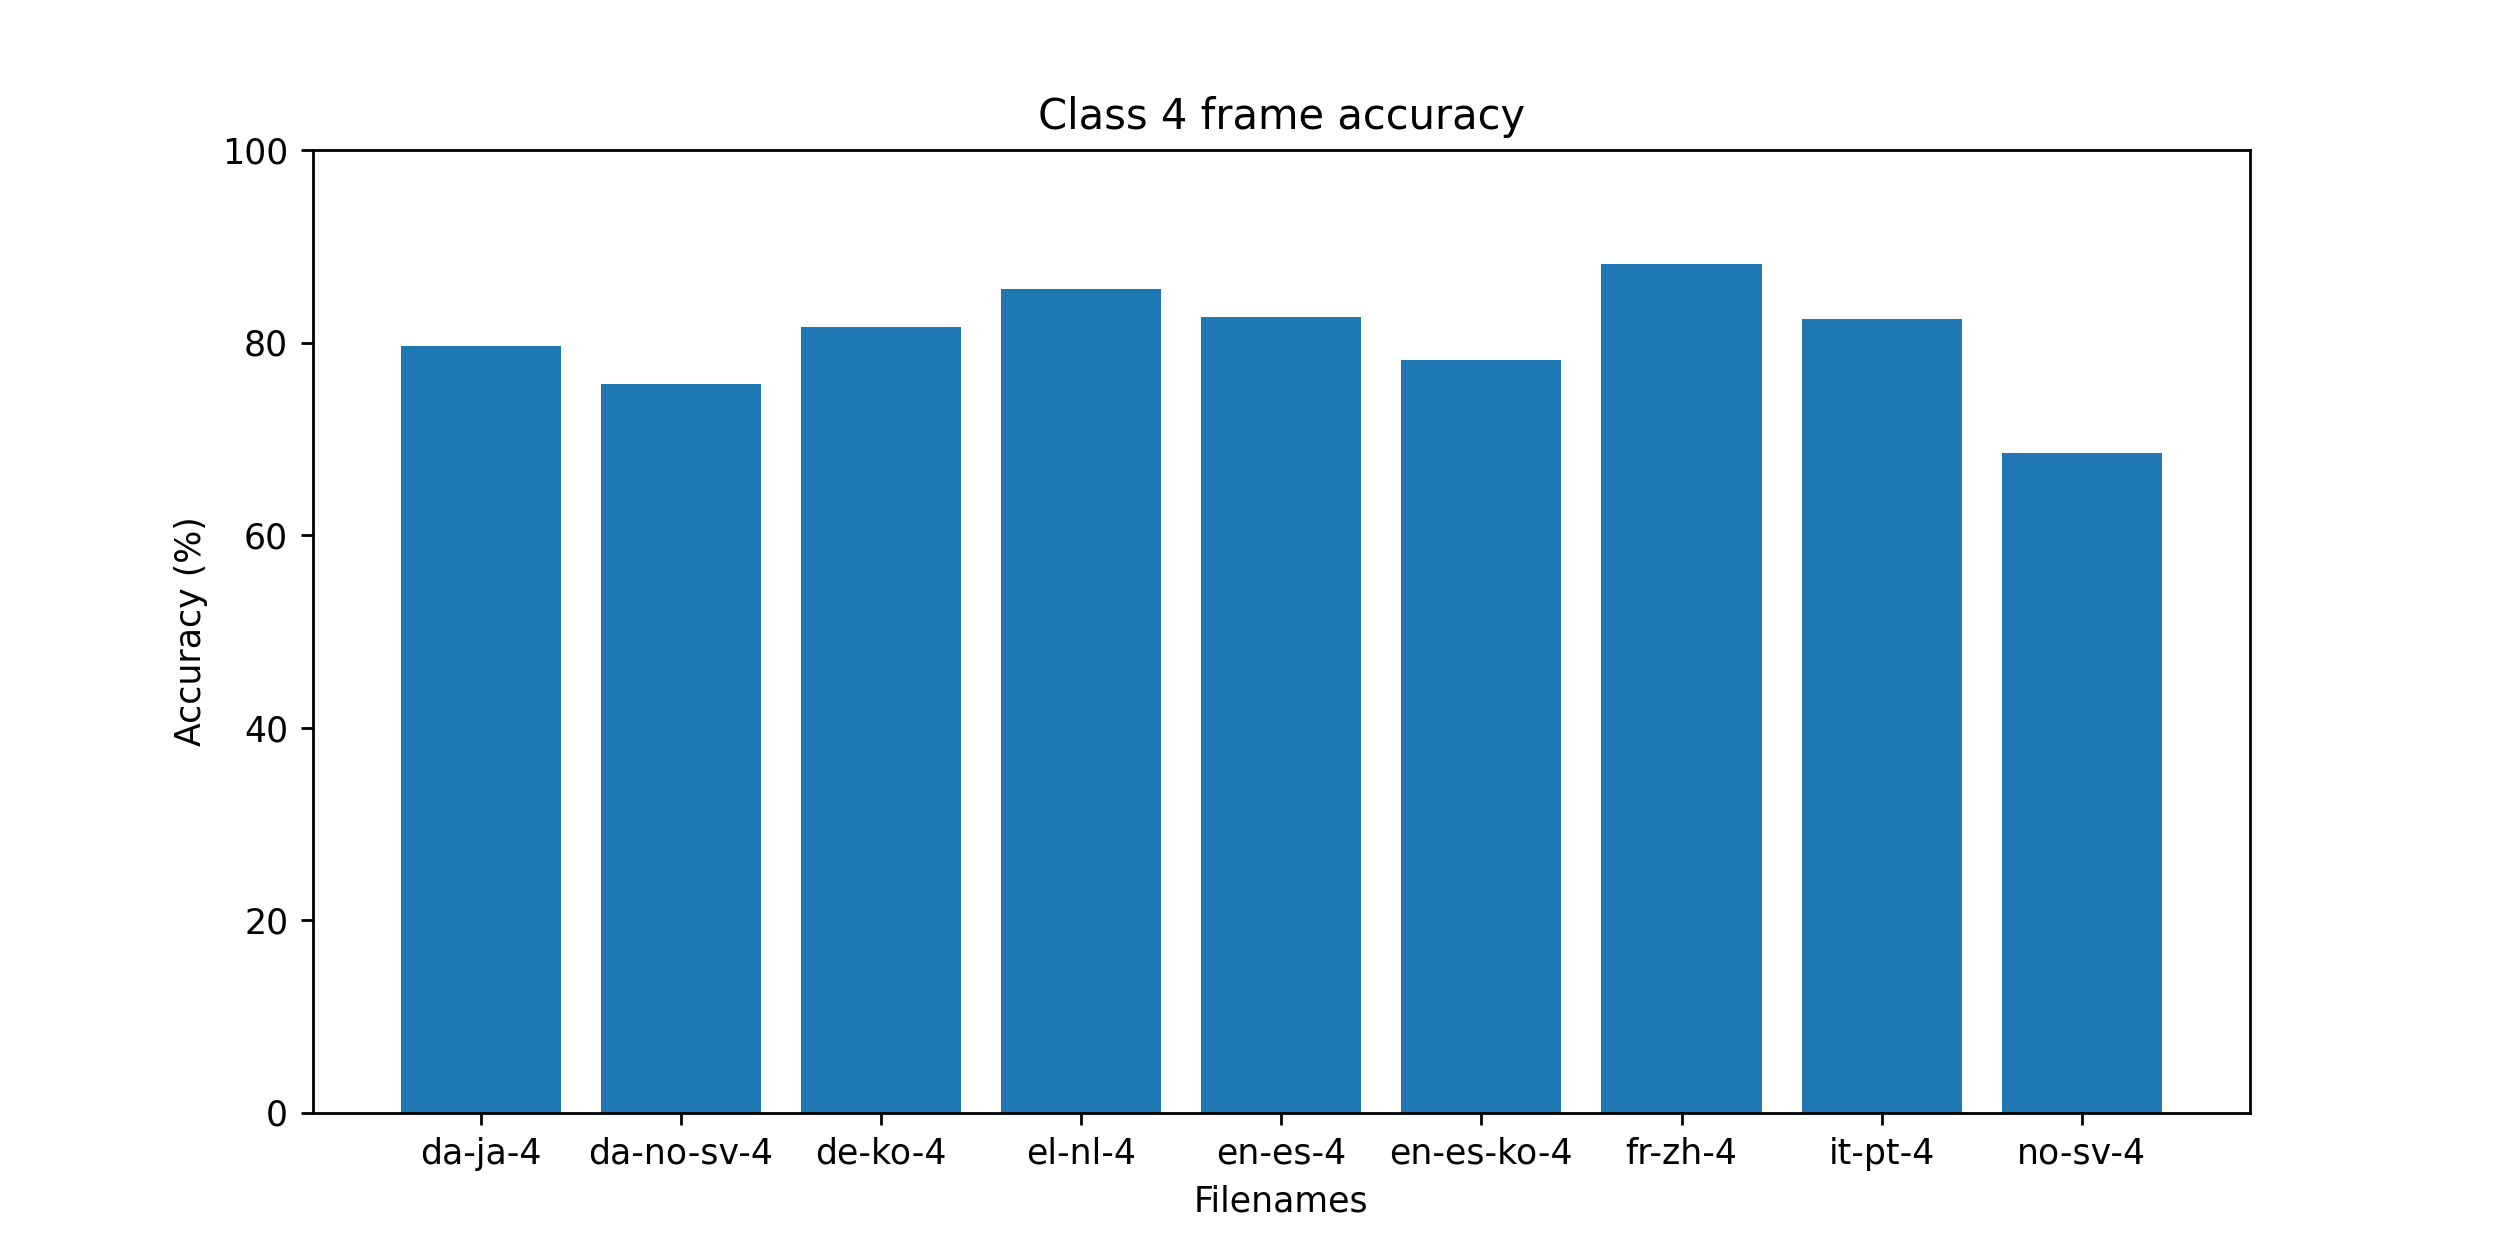 Class 4 frame accuracy
100
80
60
40
20
0
Accuracy (%)
da-ja-4 da-no-sv-4 de-ko-4 el-nl-4 en-es-4 en-es-ko-4 fr-zh-4 it-pt-4 no-sv-4
Filenames